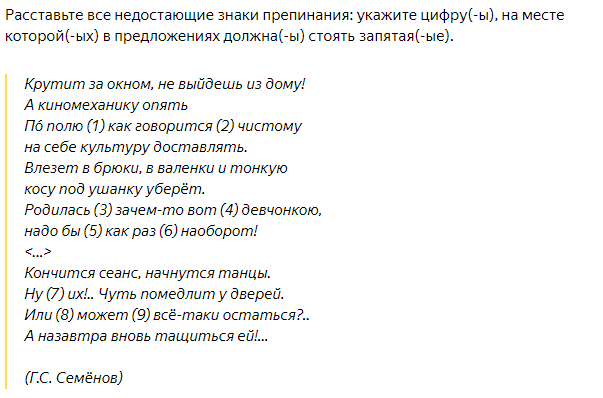 Расставьте все недостающие знаки препинания: укажите цифру(-ы), на месте
которой(-ых) в предложениях должна(-ы) стоять запятая(-ые).
Крутит за окном, не выйдешь из дому!
А киномеханику опять
По́ полю (1) как говорится (2) чистому
на себе культуру доставлять.
Влезет в брюки, в валенки и тонкую
косу под ушанку уберёт.
Родилась (3) зачем-то вот (4) девчонкою,
надо бы (5) как раз (6) наоборот!
<...>
Кончится сеанс, начнутся танцы.
Ну (7) их!.. Чуть помедлит у дверей.
Или (8) может (9) всё-таки остаться?..
А назавтра вновь тащиться ей!...
(Г.С. Семёнов)